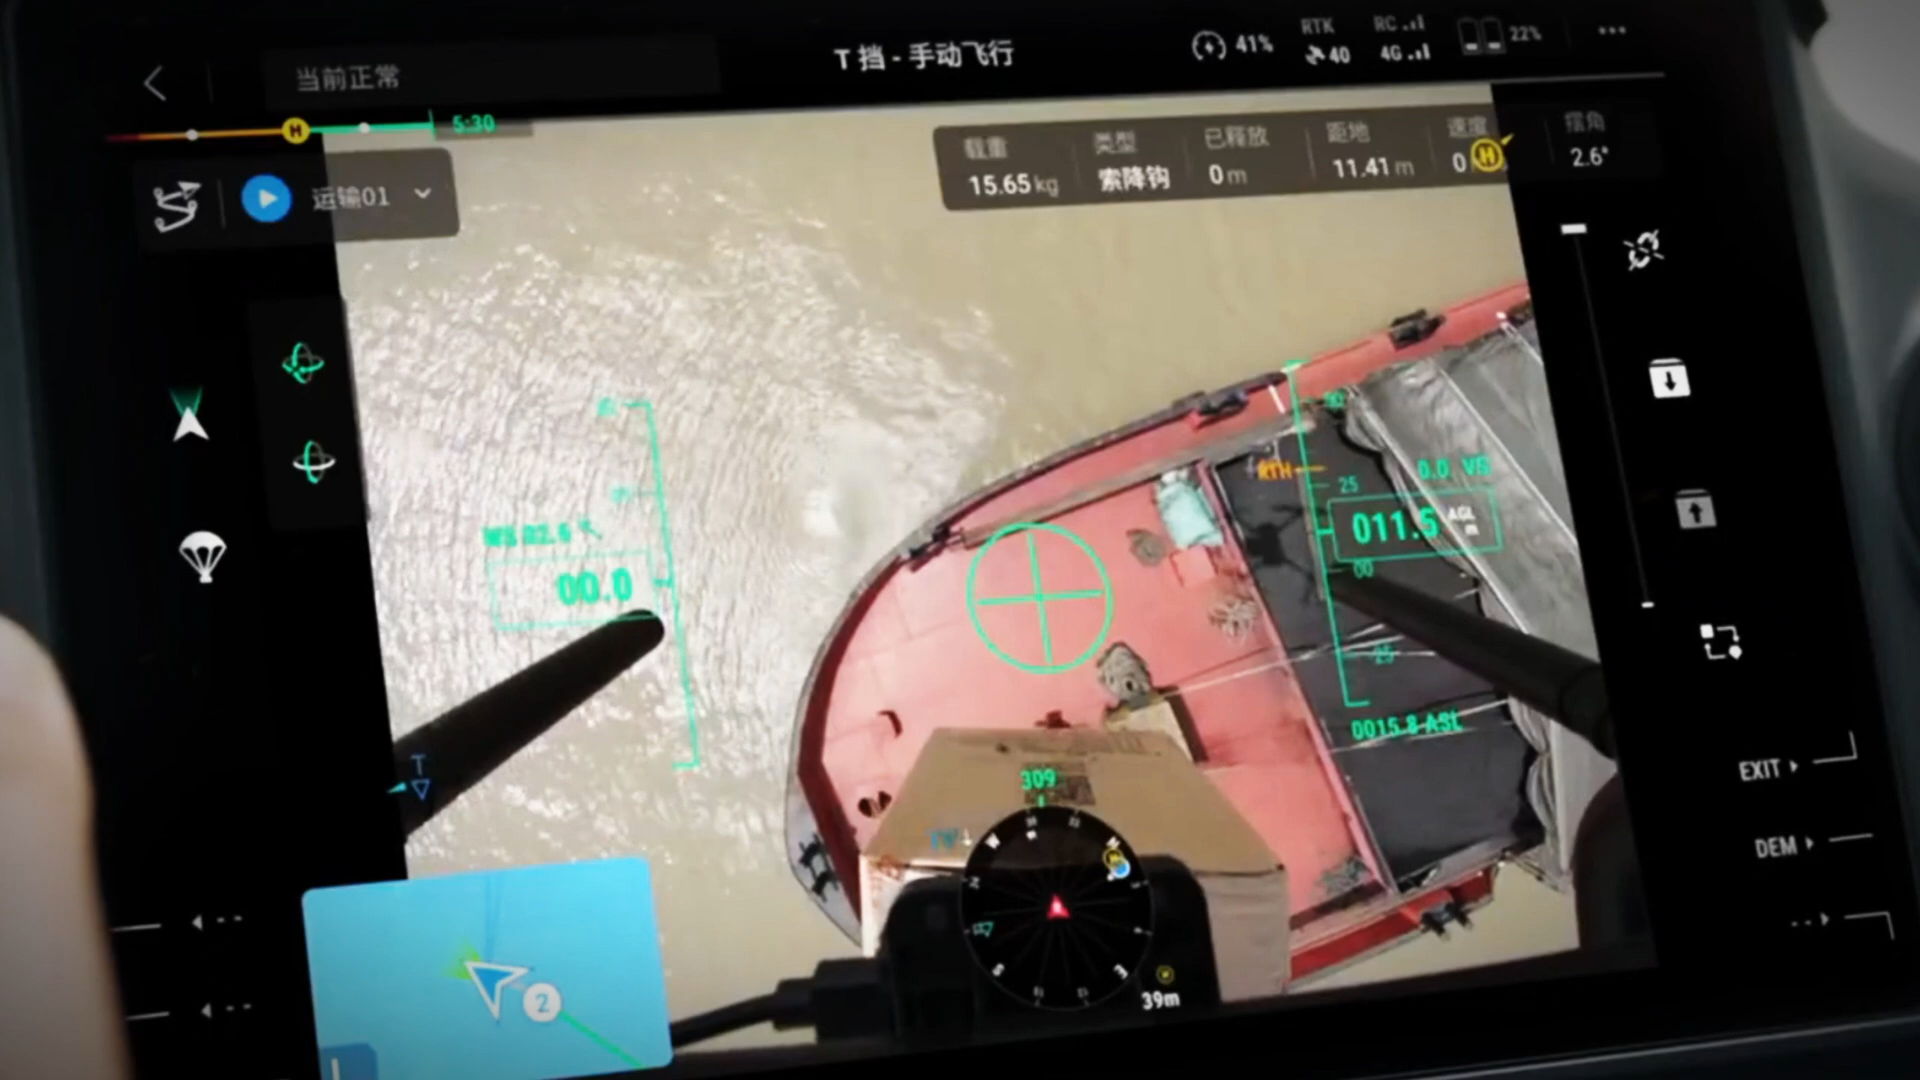 当前正常
T 挡 - 手动飞行
41%
RTK
40
RC
4G
22%
5:30
H
运输01
载重
15.65 kg
类型
索降钩
已释放
0 m
距地
11.41 m
速度
0
H
摆角
2.6°
00.0
RTH
25
0.0 VS
011.5 AGL m
00
-25
0015.8 ASL
T
309
N
W
S
E
39m
2
EXIT
DEM